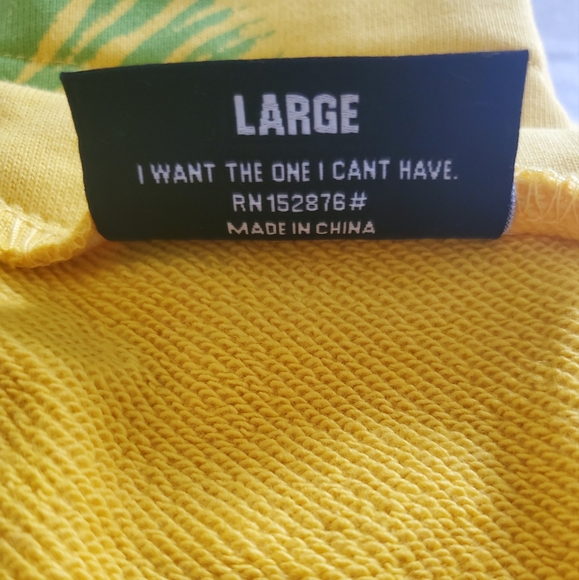 LARGE
I WANT THE ONE I CANT HAVE.
RN152876#
MADE IN CHINA